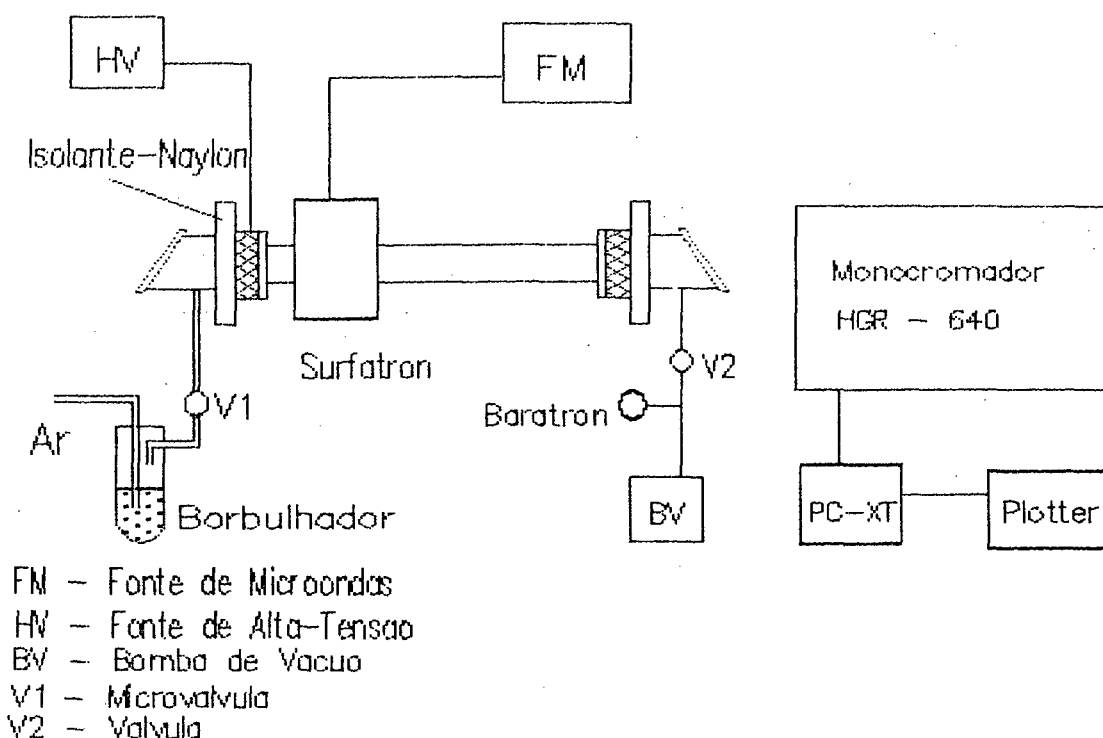 HV
FM
Isolante-Naylon
Monocromador
HGR - 640
Surfatron
V1
V2
Baratron
Ar
Borbulhador
BV
PC-XT
Plotter
FM - Fonte de Microondas
HV - Fonte de Alta-Tensao
BV - Bomba de Vacuo
V1 - Microvalvula
V2 - Valvula